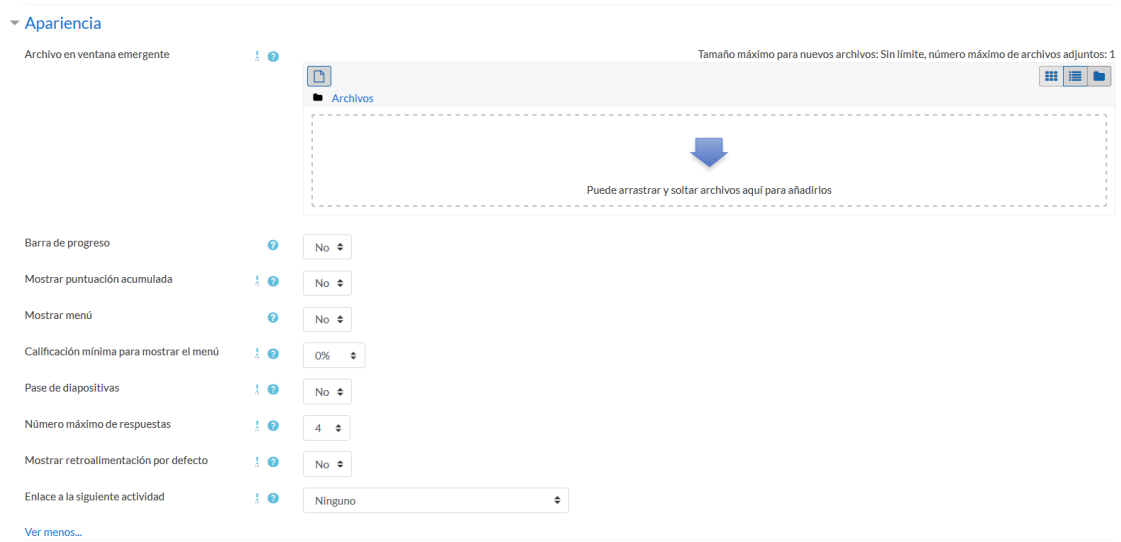 Apariencia
Archivo en ventana emergente
Tamaño máximo para nuevos archivos: Sin límite, número máximo de archivos adjuntos: 1
Archivos
Puede arrastrar y soltar archivos aquí para añadirlos
Barra de progreso No
Mostrar puntuación acumulada No
Mostrar menú No
Calificación mínima para mostrar el menú 0%
Pase de diapositivas No
Número máximo de respuestas 4
Mostrar retroalimentación por defecto No
Enlace a la siguiente actividad Ninguno
Ver menos...